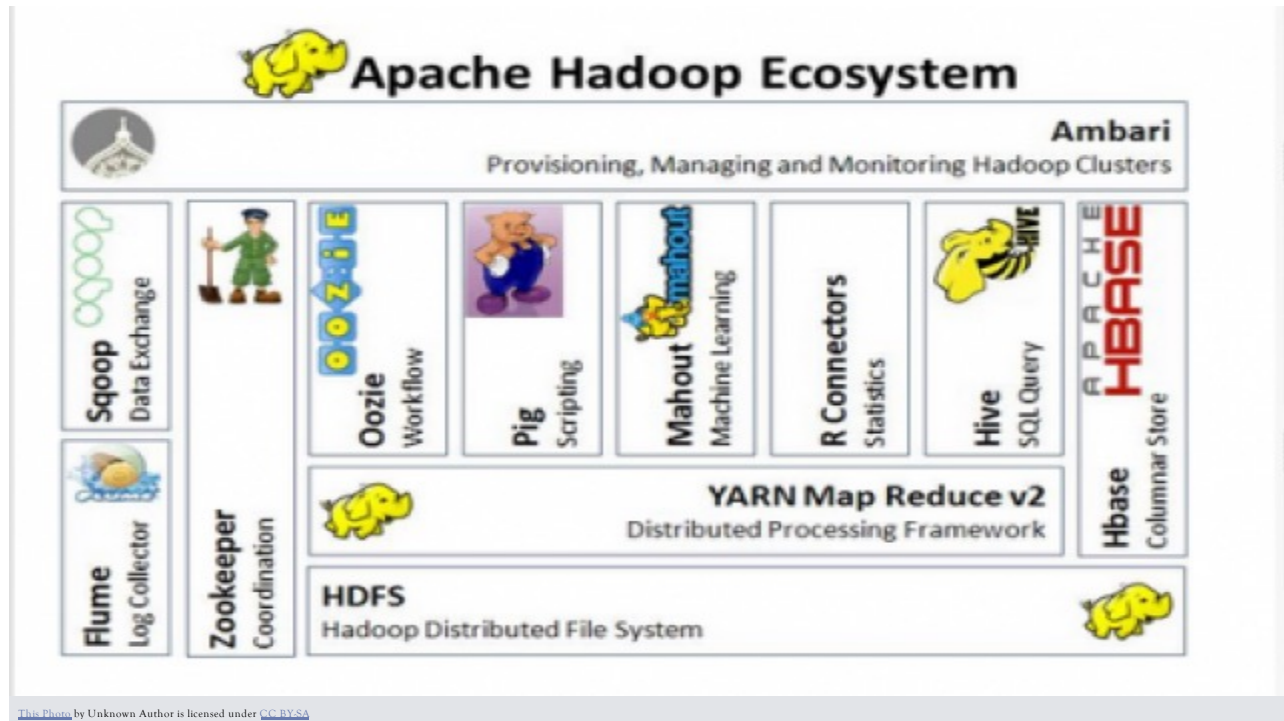 Apache Hadoop Ecosystem
Ambari
Provisioning, Managing and Monitoring Hadoop Clusters
Sqoop
Data Exchange
Flume
Log Collector
Zookeeper
Coordination
OOZIE
Oozie
Workflow
Pig
Scripting
mahout
Mahout
Machine Learning
R Connectors
Statistics
HIVE
Hive
SQL Query
APACHE
HBASE
Hbase
Columnar Store
YARN Map Reduce v2
Distributed Processing Framework
HDFS
Hadoop Distributed File System
This Photo by Unknown Author is licensed under CC BY-SA